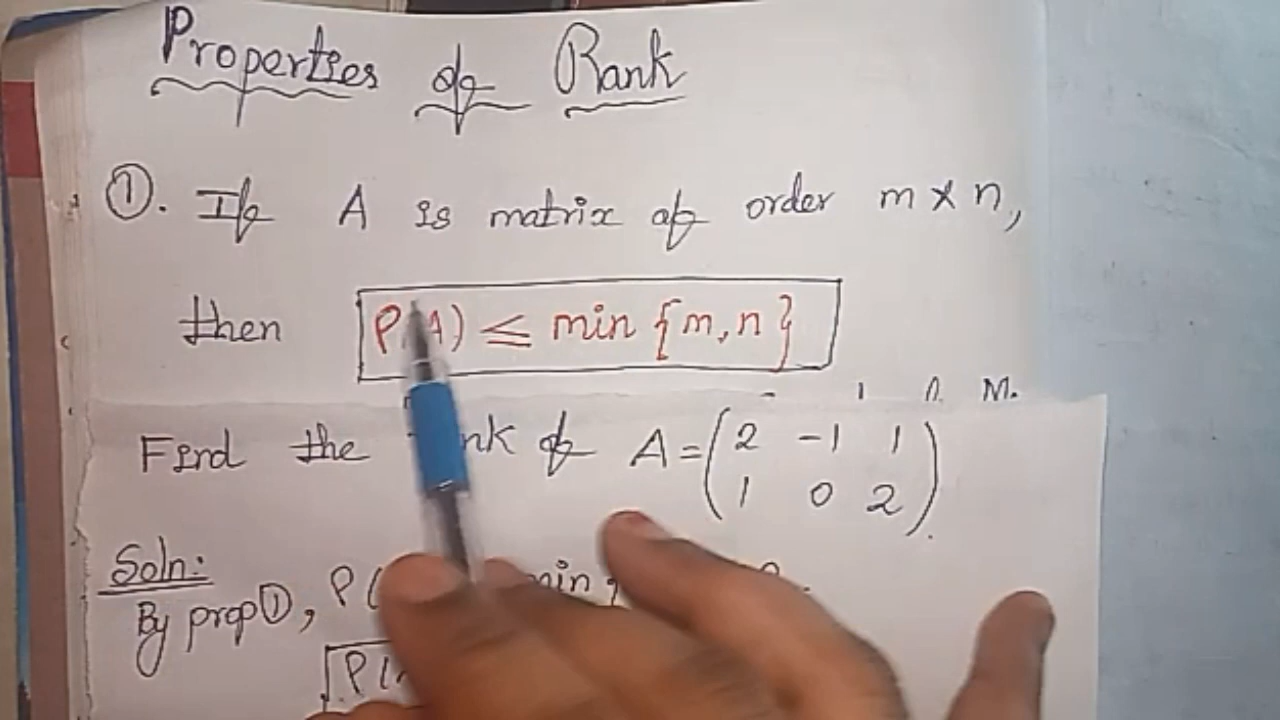 Properties of Rank
①. If A is matrix of order m × n,
then ρ(A) ≤ min {m, n}
Find the of A = (2 -1 1
1 0 2).
Soln:
By prop①, ρ( min
ρ(